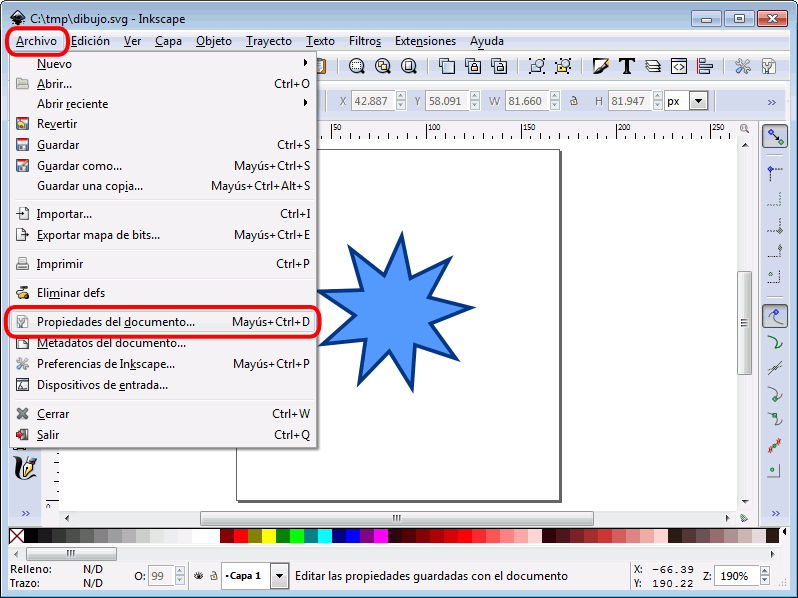 C:\tmp\dibujo.svg - Inkscape
Archivo Edición Ver Capa Objeto Trayecto Texto Filtros Extensiones Ayuda
Nuevo
Abrir... Ctrl+O
Abrir reciente
Revertir
Guardar Ctrl+S
Guardar como... Mayús+Ctrl+S
Guardar una copia... Mayús+Ctrl+Alt+S
Importar... Ctrl+I
Exportar mapa de bits... Mayús+Ctrl+E
Imprimir Ctrl+P
Eliminar defs
Propiedades del documento... Mayús+Ctrl+D
Metadatos del documento...
Preferencias de Inkscape... Mayús+Ctrl+P
Dispositivos de entrada...
Cerrar Ctrl+W
Salir Ctrl+Q
X 42.887 Y 58.091 W 81.660 H 81.947 px
50 100 150 200 250
0
Relleno: N/D
Trazo: N/D
O: 99
•Capa 1
Editar las propiedades guardadas con el documento
X: -66.39
Y: 190.22
Z: 190%